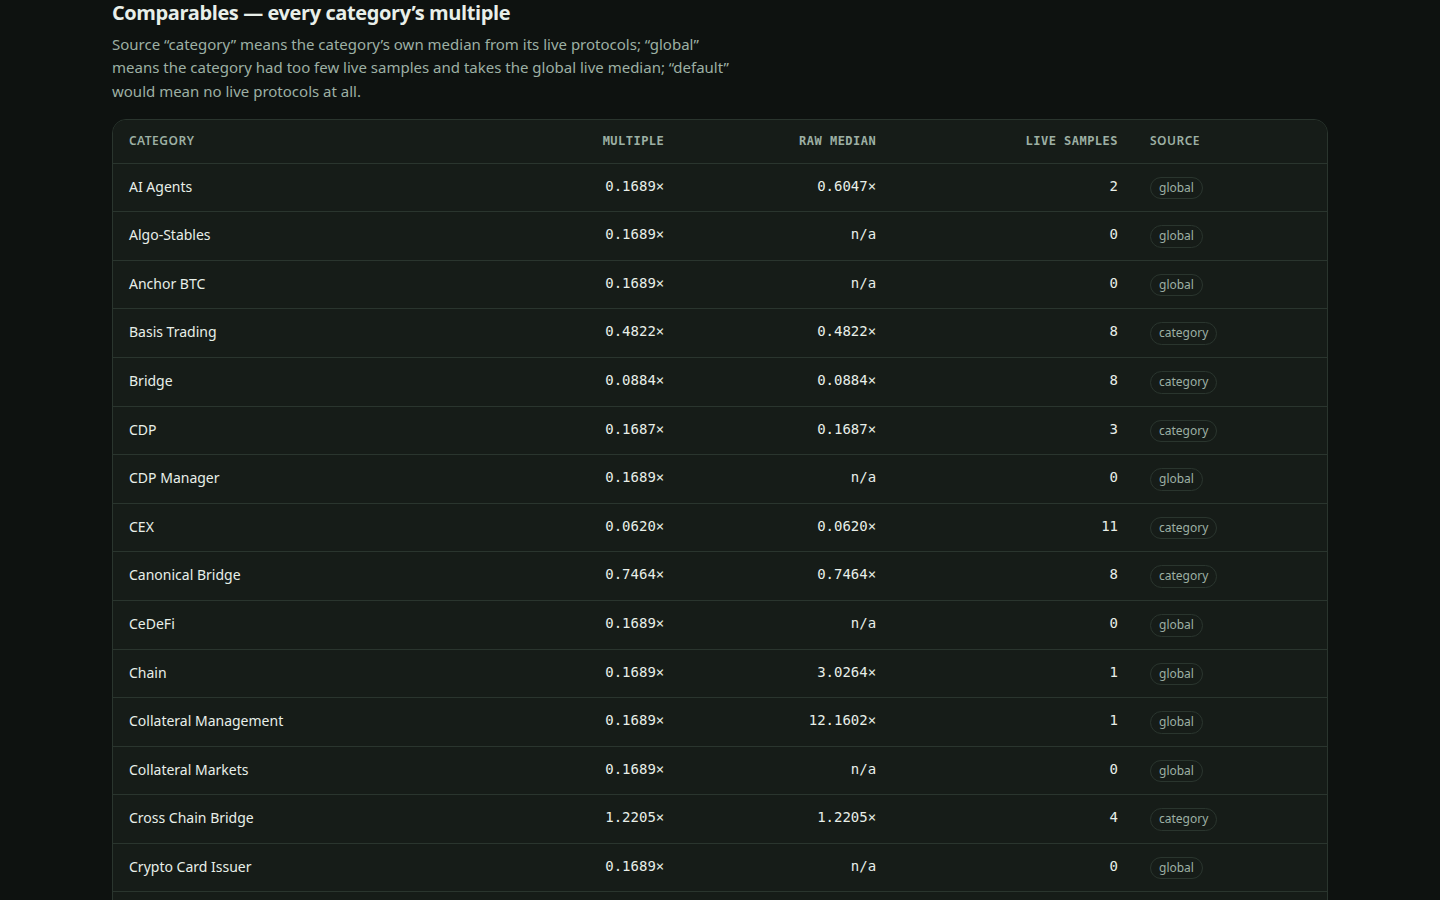 Comparables — every category’s multiple
Source “category” means the category’s own median from its live protocols; “global”
means the category had too few live samples and takes the global live median; “default”
would mean no live protocols at all.
CATEGORY MULTIPLE RAW MEDIAN LIVE SAMPLES SOURCE
AI Agents 0.1689× 0.6047× 2 global
Algo-Stables 0.1689× n/a 0 global
Anchor BTC 0.1689× n/a 0 global
Basis Trading 0.4822× 0.4822× 8 category
Bridge 0.0884× 0.0884× 8 category
CDP 0.1687× 0.1687× 3 category
CDP Manager 0.1689× n/a 0 global
CEX 0.0620× 0.0620× 11 category
Canonical Bridge 0.7464× 0.7464× 8 category
CeDeFi 0.1689× n/a 0 global
Chain 0.1689× 3.0264× 1 global
Collateral Management 0.1689× 12.1602× 1 global
Collateral Markets 0.1689× n/a 0 global
Cross Chain Bridge 1.2205× 1.2205× 4 category
Crypto Card Issuer 0.1689× n/a 0 global